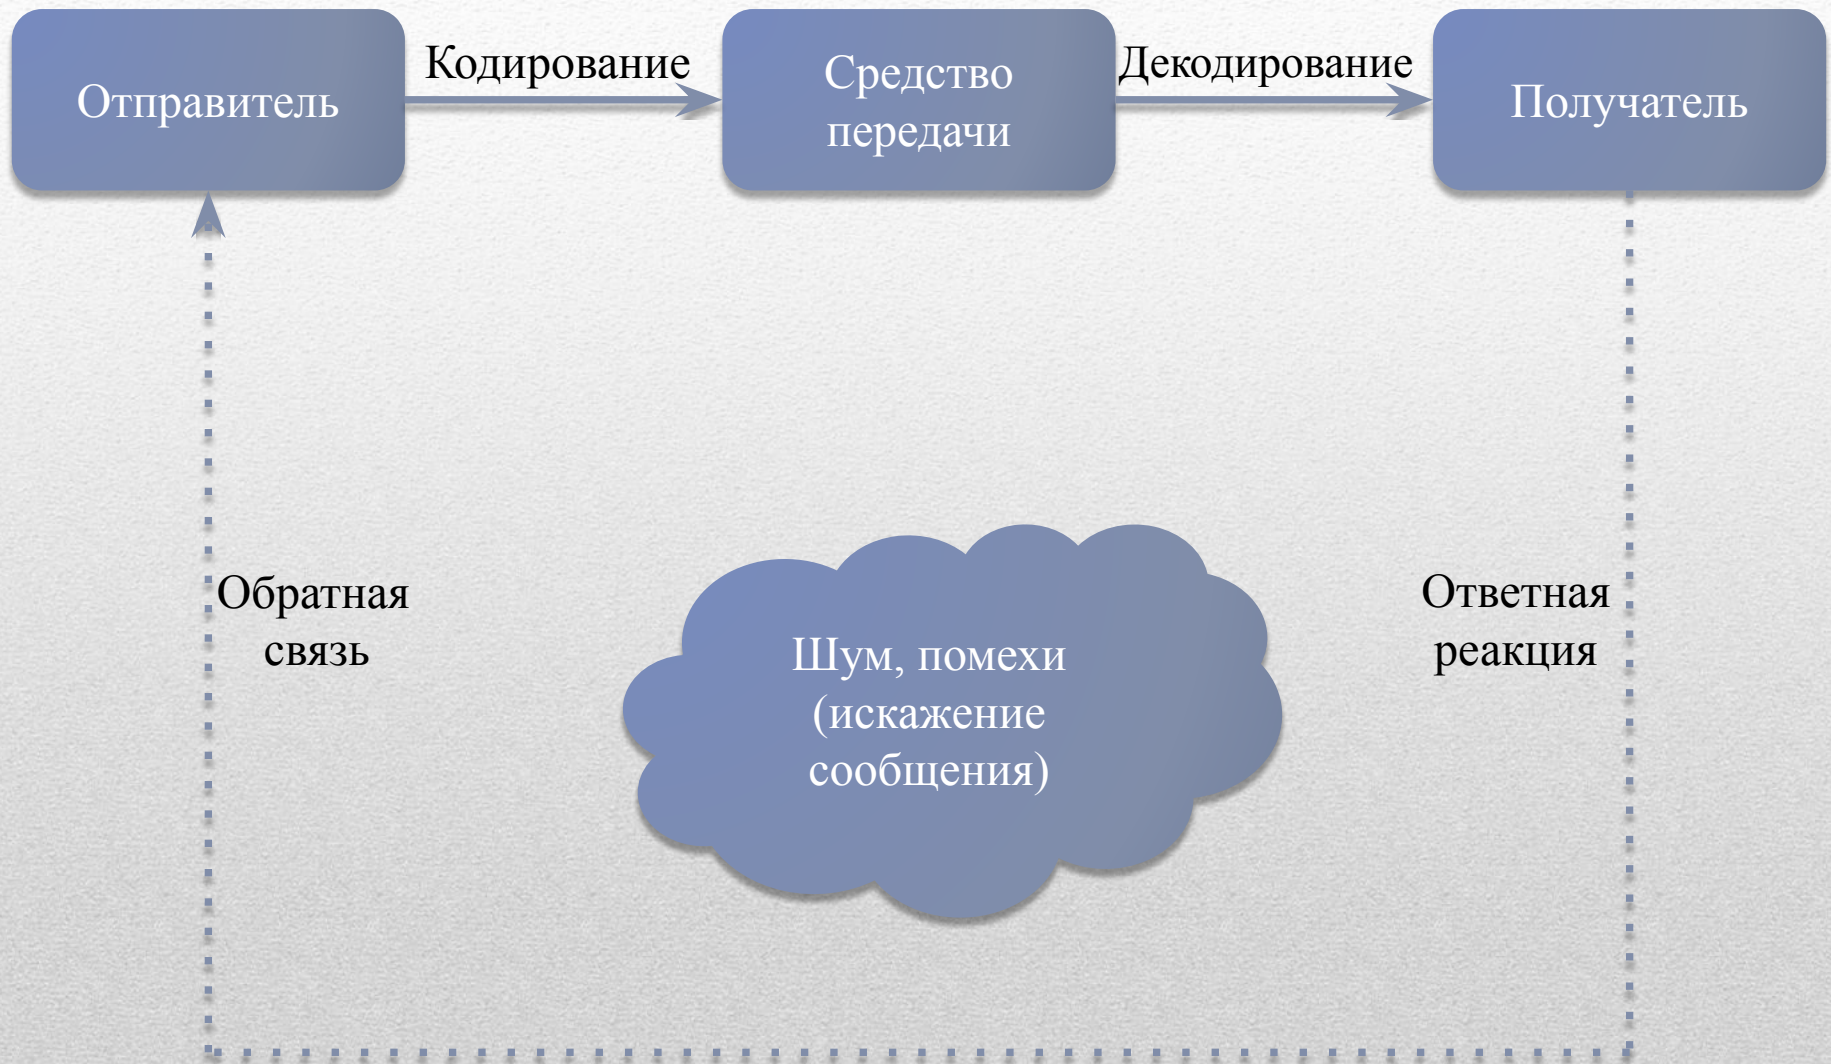 Отправитель
Кодирование
Средство
передачи
Декодирование
Получатель
Обратная
связь
Шум, помехи
(искажение
сообщения)
Ответная
реакция